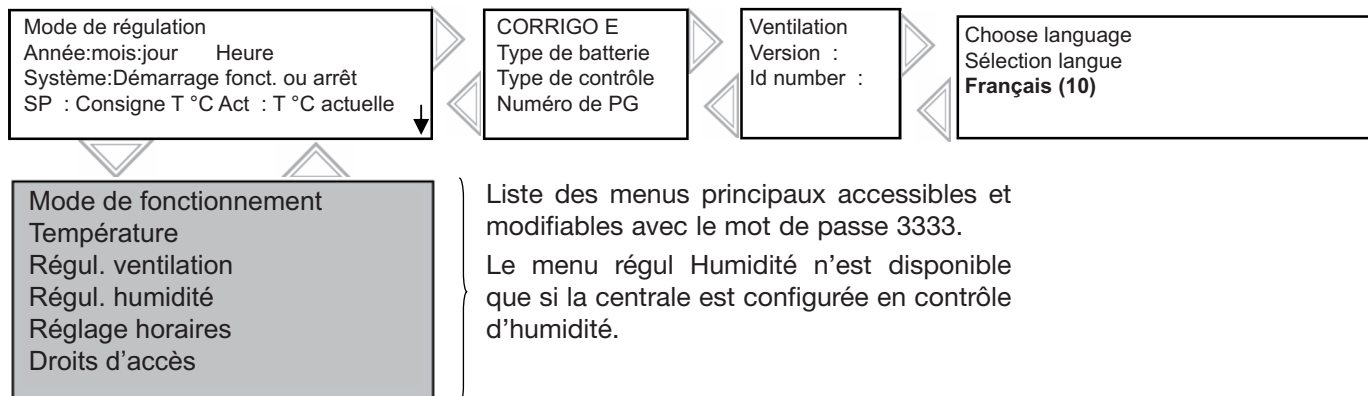 Mode de régulation
Année:mois:jour Heure
Système:Démarrage fonct. ou arrêt
SP : Consigne T °C Act : T °C actuelle
CORRIGO E
Type de batterie
Type de contrôle
Numéro de PG
Ventilation
Version :
Id number :
Choose language
Sélection langue
Français (10)
Mode de fonctionnement
Température
Régul. ventilation
Régul. humidité
Réglage horaires
Droits d'accès
Liste des menus principaux accessibles et
modifiables avec le mot de passe 3333.
Le menu régul Humidité n'est disponible
que si la centrale est configurée en contrôle
d'humidité.